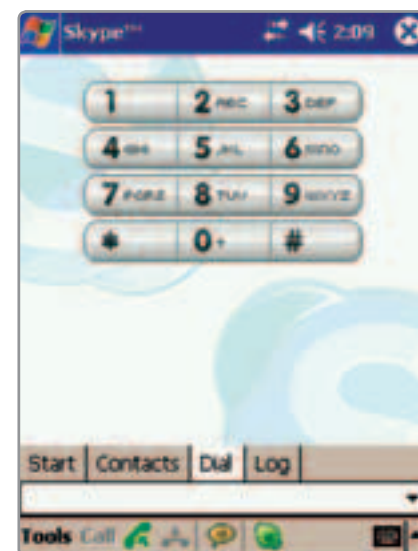 Skype™ 2:09
1 2 ABC 3 DEF
4 GHI 5 JKL 6 MNO
7 PQRS 8 TUV 9 WXYZ
* 0 + #
Start Contacts Dial Log
Tools Call